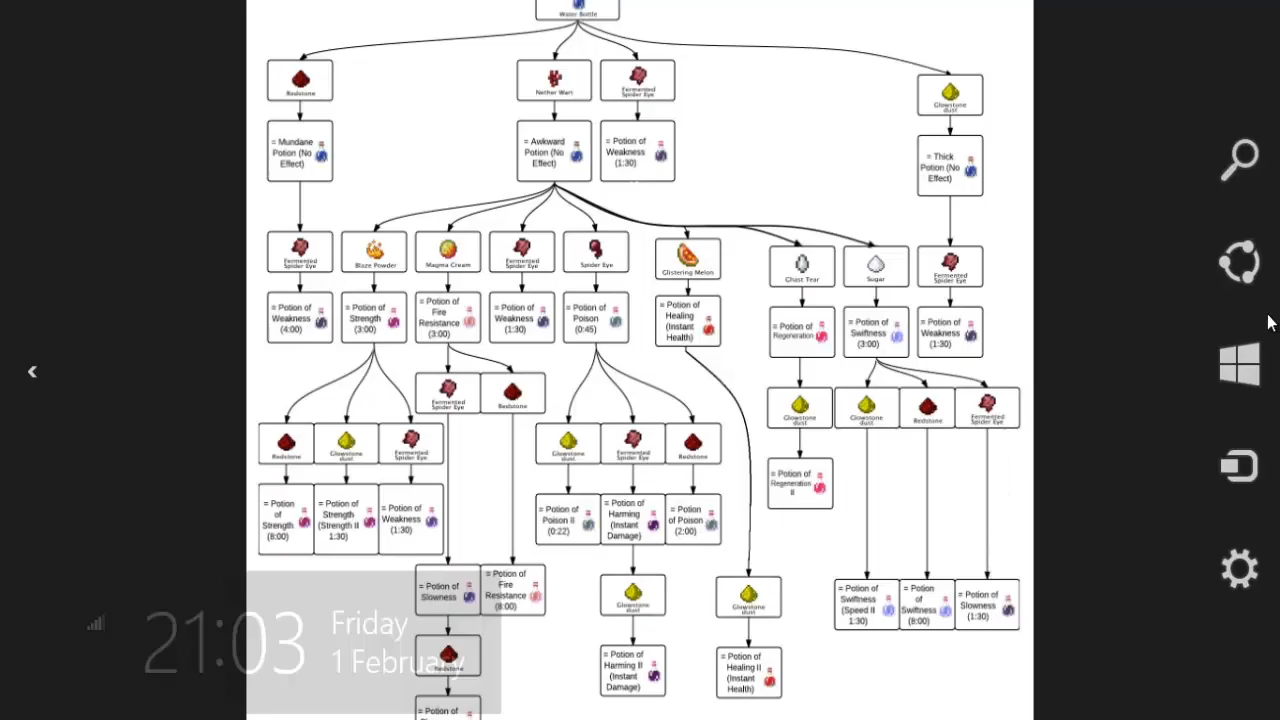 Water Bottle
Redstone
Nether Wart
Fermented
Spider Eye
Glowstone
dust
= Mundane
Potion (No
Effect)
= Awkward
Potion (No
Effect)
= Potion of
Weakness
(1:30)
= Thick
Potion (No
Effect)
Fermented
Spider Eye
Blaze Powder
Magma Cream
Fermented
Spider Eye
Spider Eye
Glistering Melon
Ghast Tear
Sugar
Fermented
Spider Eye
= Potion of
Weakness
(4:00)
= Potion of
Strength
(3:00)
= Potion of
Fire
Resistance
(3:00)
= Potion of
Weakness
(1:30)
= Potion of
Poison
(0:45)
= Potion of
Healing
(Instant
Health)
= Potion of
Regeneration
= Potion of
Swiftness
(3:00)
= Potion of
Weakness
(1:30)
Fermented
Spider Eye
Redstone
Glowstone
dust
Glowstone
dust
Redstone
Fermented
Spider Eye
Redstone
Glowstone
dust
Fermented
Spider Eye
Glowstone
dust
Fermented
Spider Eye
Redstone
= Potion of
Regeneration
II
= Potion
of
Strength
(8:00)
= Potion of
Strength
(Strength II
1:30)
= Potion of
Weakness
(1:30)
= Potion of
Poison II
(0:22)
= Potion of
Harming
(Instant
Damage)
= Potion
of Poison
(2:00)
= Potion of
Slowness
= Potion of
Fire
Resistance
(8:00)
Glowstone
dust
Glowstone
dust
= Potion of
Swiftness
(Speed II
1:30)
= Potion
of
Swiftness
(8:00)
= Potion of
Slowness
(1:30)
21:03
Friday
1 February
Redstone
= Potion of
Harming II
(Instant
Damage)
= Potion of
Healing II
(Instant
Health)
= Potion of